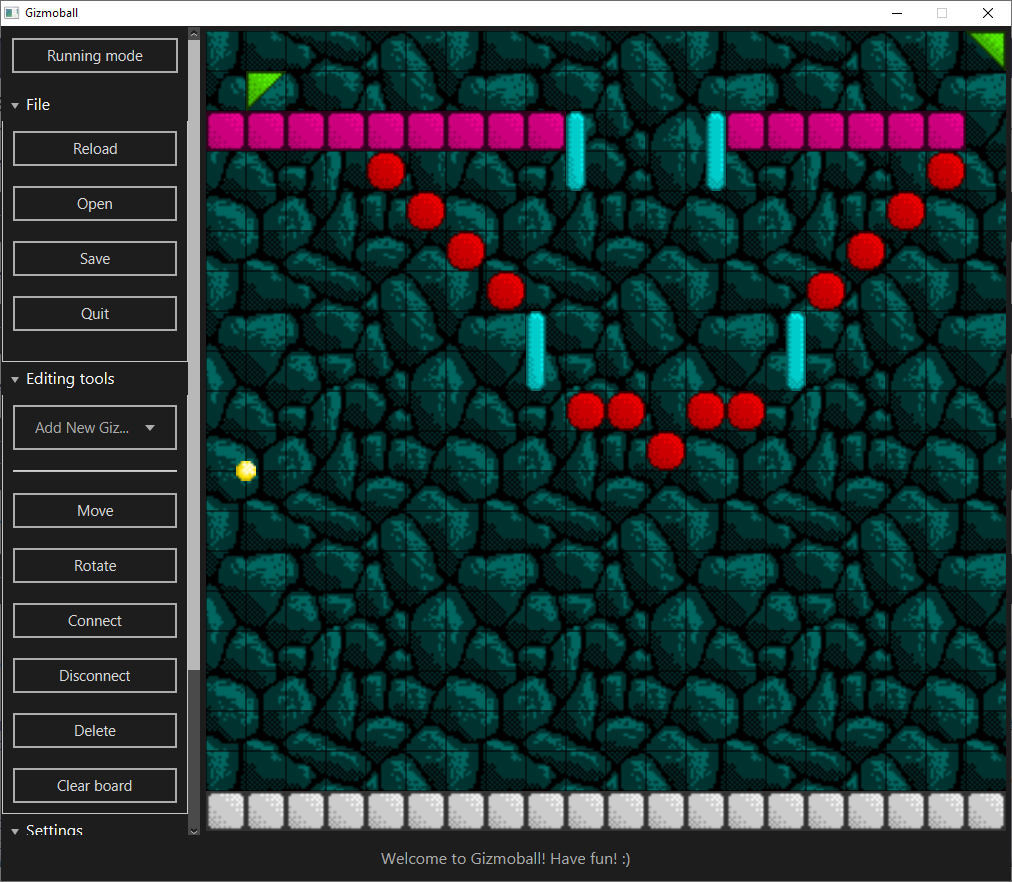 Gizmoball
Running mode
File
Reload
Open
Save
Quit
Editing tools
Add New Giz...
Move
Rotate
Connect
Disconnect
Delete
Clear board
Settings
Welcome to Gizmoball! Have fun! :)